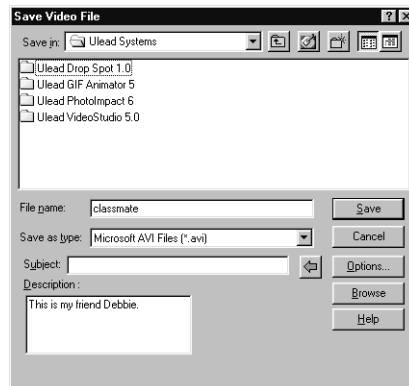 Save Video File
Save in: Ulead Systems
Ulead Drop Spot 1.0
Ulead GIF Animator 5
Ulead PhotoImpact 6
Ulead VideoStudio 5.0
File name: classmate Save
Save as type: Microsoft AVI Files (*.avi) Cancel
Subject: Options...
Description : Browse
This is my friend Debbie.
Help